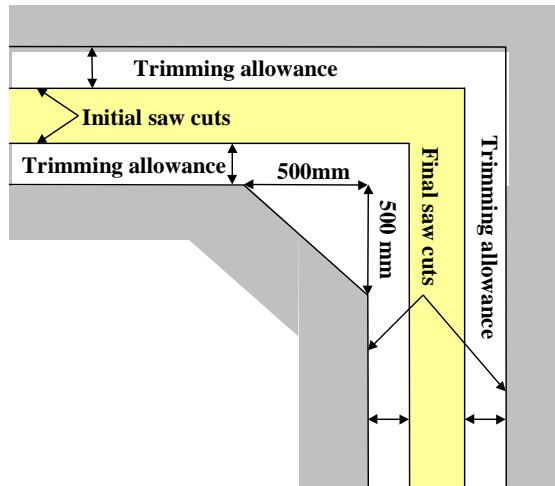 Trimming allowance
Initial saw cuts
Trimming allowance
500mm
500 mm
Final saw cuts
Trimming allowance